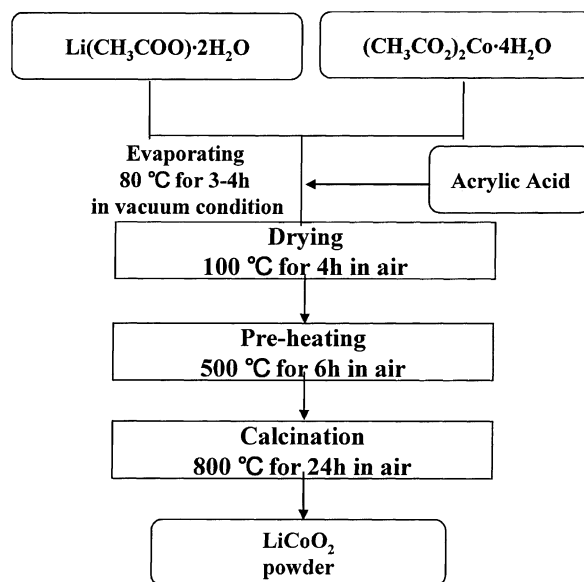 Li(CH₃COO)·2H₂O
(CH₃CO₂)₂Co·4H₂O
Evaporating
80 ℃ for 3-4h
in vacuum condition
Acrylic Acid
Drying
100 ℃ for 4h in air
Pre-heating
500 ℃ for 6h in air
Calcination
800 ℃ for 24h in air
LiCoO₂
powder